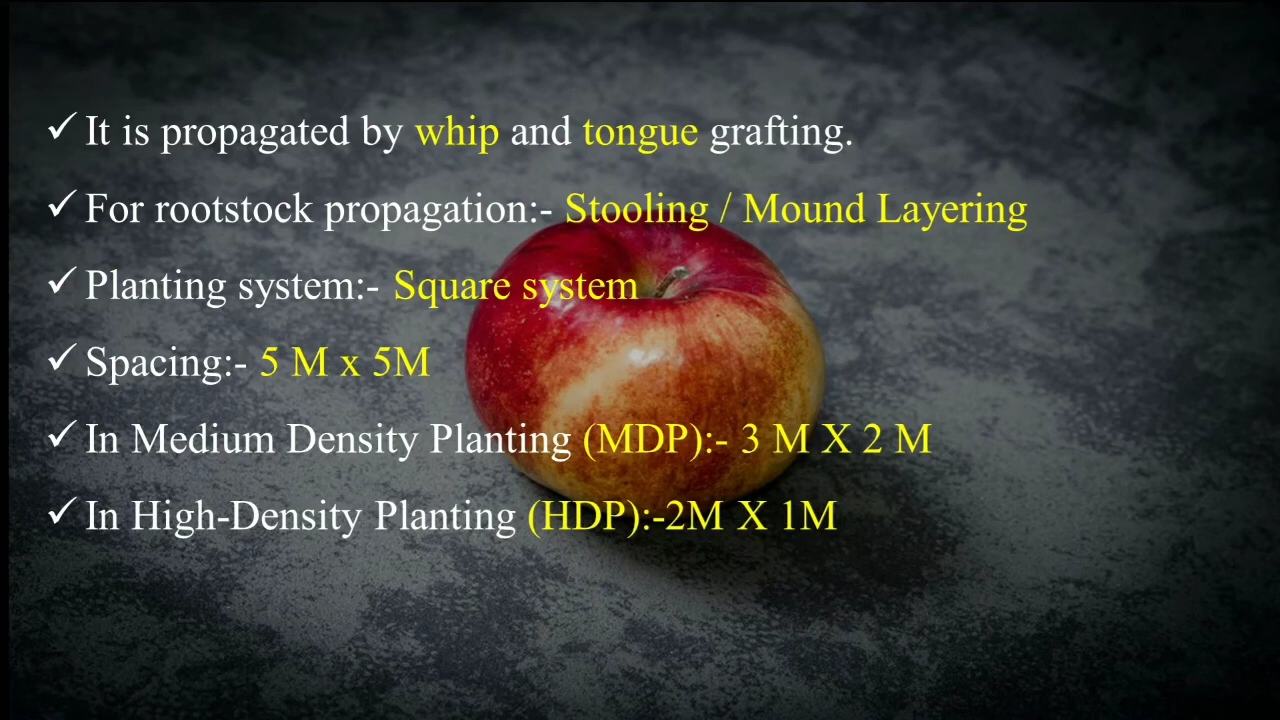 ✓ It is propagated by whip and tongue grafting.
✓ For rootstock propagation:- Stooling / Mound Layering
✓ Planting system:- Square system
✓ Spacing:- 5 M x 5M
✓ In Medium Density Planting (MDP):- 3 M X 2 M
✓ In High-Density Planting (HDP):-2M X 1M